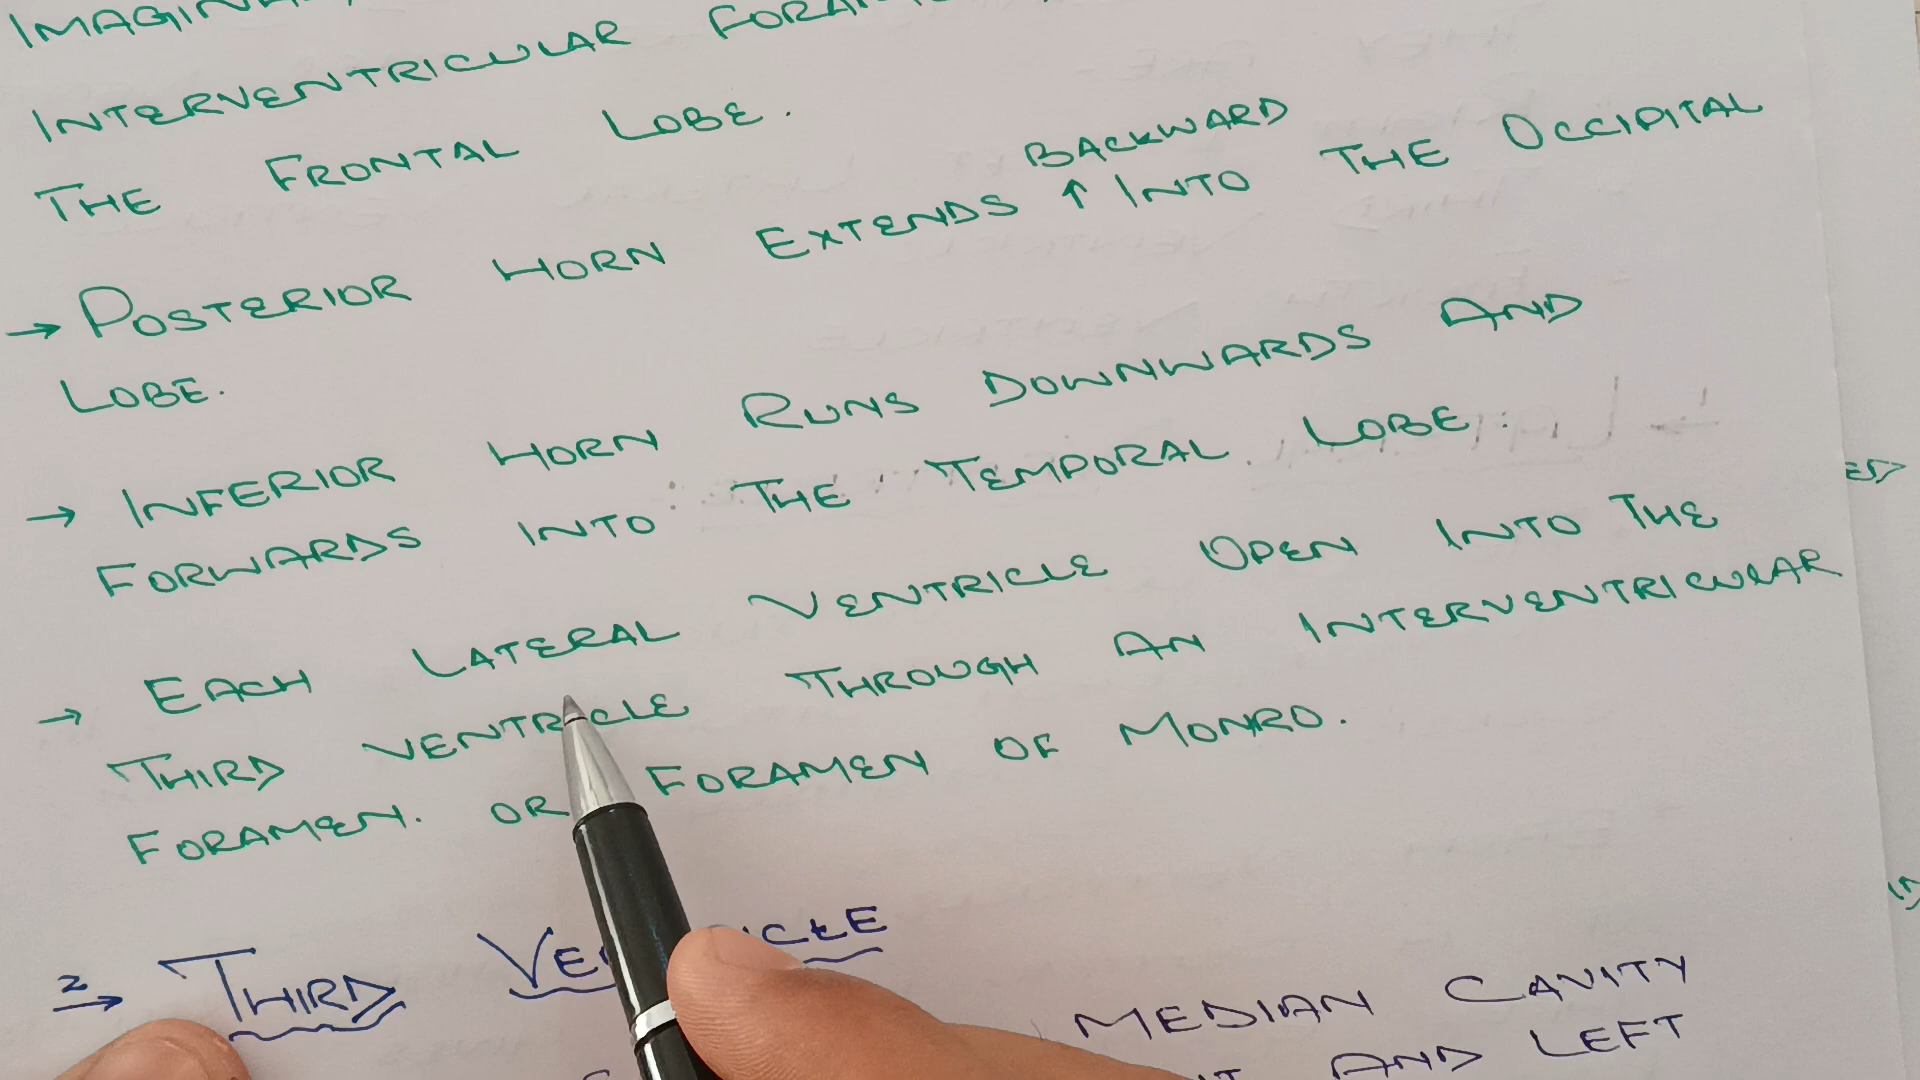 INTERVENTRICULAR
THE FRONTAL LOBE.
BACKWARD
→ POSTERIOR HORN EXTENDS ↑ INTO THE OCCIPITAL
LOBE.
→ INFERIOR HORN RUNS DOWNWARDS AND
FORWARDS INTO THE TEMPORAL LOBE.
→ EACH LATERAL VENTRICLE OPEN INTO THE
THIRD VENTRICLE THROUGH AN INTERVENTRICULAR
FORAMEN. OR FORAMEN OF MONRO.
2 → THIRD
MEDIAN CAVITY
AND LEFT